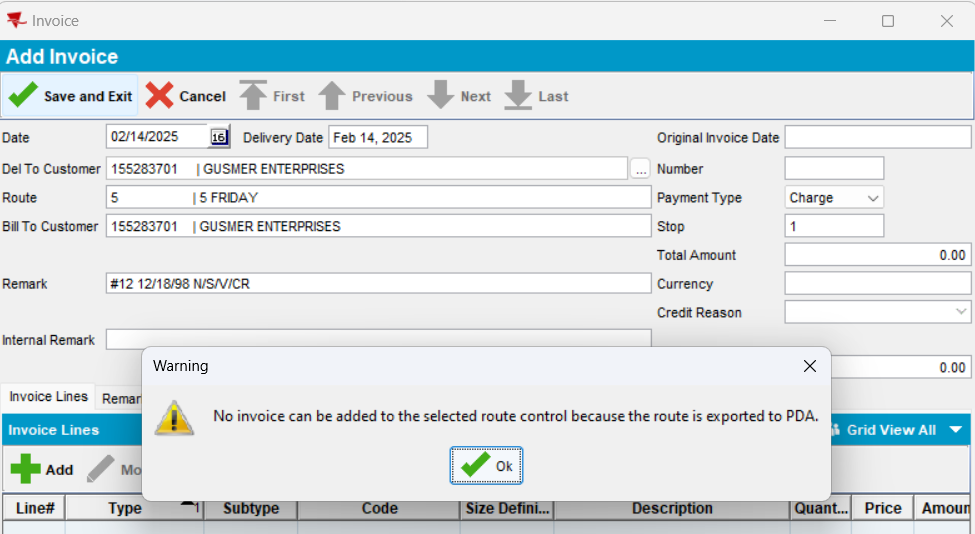 Invoice
Add Invoice
Save and Exit Cancel First Previous Next Last
Date 02/14/2025 16 Delivery Date Feb 14, 2025 Original Invoice Date
Del To Customer 155283701 | GUSMER ENTERPRISES ... Number
Route 5 | 5 FRIDAY Payment Type Charge
Bill To Customer 155283701 | GUSMER ENTERPRISES Stop 1
Total Amount 0.00
Remark #12 12/18/98 N/S/V/CR Currency
Credit Reason
Internal Remark
Warning
0.00
No invoice can be added to the selected route control because the route is exported to PDA.
Ok
Invoice Lines Remar
Invoice Lines Grid View All
Add Mo
Line# Type 1 Subtype Code Size Defini... Description Quant... Price Amoun